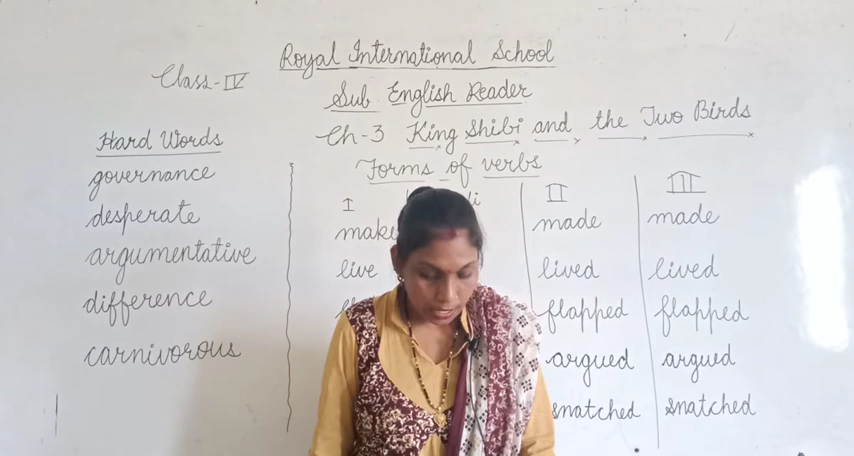 Royal International School
Class-IV
Sub English Reader
Ch-3 King Shibi and the Two Birds
Hard Words
governance
desperate
argumentative
difference
carnivorous
Forms of verbs
I II III
make made made
live lived lived
flapped flapped
argued argued
snatched snatched